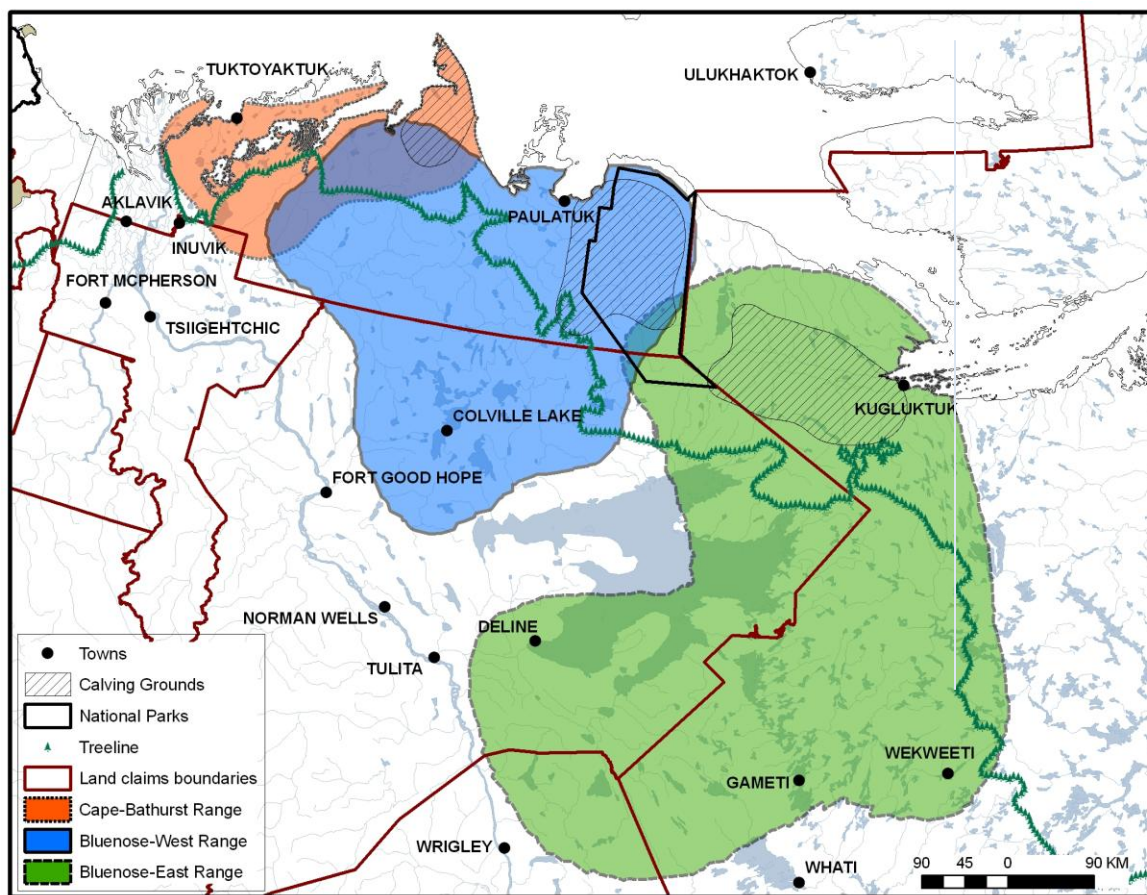 TUKTOYAKTUK
ULUKHAKTOK
AKLAVIK
PAULATUK
INUVIK
FORT MCPHERSON
TSIIGEHTCHIC
KUGLUKTUK
COLVILLE LAKE
FORT GOOD HOPE
NORMAN WELLS
DELINE
TULITA
WEKWEETI
GAMETI
WRIGLEY
WHATI
Towns
Calving Grounds
National Parks
Treeline
Land claims boundaries
Cape-Bathurst Range
Bluenose-West Range
Bluenose-East Range
90 45 0 90 KM